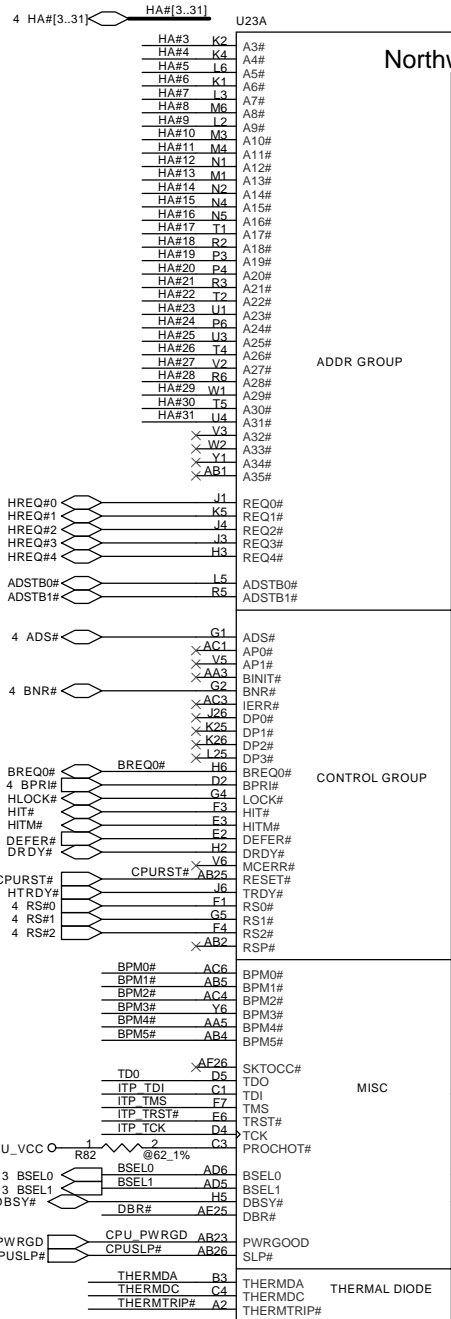 4 HA#[3..31] HA#[3..31] U23A
North
HA#3 K2 A3#
HA#4 K4 A4#
HA#5 L6 A5#
HA#6 K1 A6#
HA#7 L3 A7#
HA#8 M6 A8#
HA#9 L2 A9#
HA#10 M3 A10#
HA#11 M4 A11#
HA#12 N1 A12#
HA#13 M1 A13#
HA#14 N2 A14#
HA#15 N4 A15#
HA#16 N5 A16#
HA#17 T1 A17#
HA#18 R2 A18#
HA#19 P3 A19#
HA#20 P4 A20#
HA#21 R3 A21#
HA#22 T2 A22#
HA#23 U1 A23#
HA#24 P6 A24#
HA#25 U3 A25#
HA#26 T4 A26#
HA#27 V2 A27#
HA#28 R6 A28#
HA#29 W1 A29#
HA#30 T5 A30#
HA#31 U4 A31#
V3 A32#
W2 A33#
Y1 A34#
AB1 A35#
ADDR GROUP
HREQ#0 J1 REQ0#
HREQ#1 K5 REQ1#
HREQ#2 J4 REQ2#
HREQ#3 J3 REQ3#
HREQ#4 H3 REQ4#
ADSTB0# L5 ADSTB0#
ADSTB1# R5 ADSTB1#
4 ADS# G1 ADS#
AC1 AP0#
V5 AP1#
AA3 BINIT#
4 BNR# G2 BNR#
AC3 IERR#
J26 DP0#
K25 DP1#
K26 DP2#
L25 DP3#
BREQ0# BREQ0# H6 BREQ0#
CONTROL GROUP
4 BPRI# D2 BPRI#
HLOCK# G4 LOCK#
HIT# F3 HIT#
HITM# E3 HITM#
DEFER# E2 DEFER#
DRDY# H2 DRDY#
V6 MCERR#
CPURST# CPURST# AB25 RESET#
HTRDY# J6 TRDY#
4 RS#0 F1 RS0#
4 RS#1 G5 RS1#
4 RS#2 F4 RS2#
AB2 RSP#
BPM0# AC6 BPM0#
BPM1# AB5 BPM1#
BPM2# AC4 BPM2#
BPM3# Y6 BPM3#
BPM4# AA5 BPM4#
BPM5# AB4 BPM5#
AF26 SKTOCC#
MISC
TD0 D5 TDO
ITP_TDI C1 TDI
ITP_TMS F7 TMS
ITP_TRST# E6 TRST#
ITP_TCK D4 TCK
U_VCC 1 2 C3 PROCHOT#
R82 @62_1%
3 BSEL0 BSEL0 AD6 BSEL0
3 BSEL1 BSEL1 AD5 BSEL1
DBSY# H5 DBSY#
DBR# AE25 DBR#
PWRGD CPU_PWRGD AB23 PWRGOOD
PUSLP# CPUSLP# AB26 SLP#
THERMDA B3 THERMDA
THERMAL DIODE
THERMDC C4 THERMDC
THERMTRIP# A2 THERMTRIP#